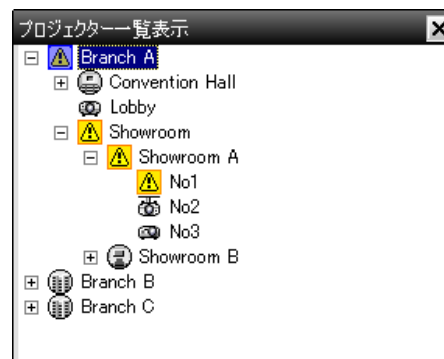 プロジェクター一覧表示
Branch A
Convention Hall
Lobby
Showroom
Showroom A
No1
No2
No3
Showroom B
Branch B
Branch C